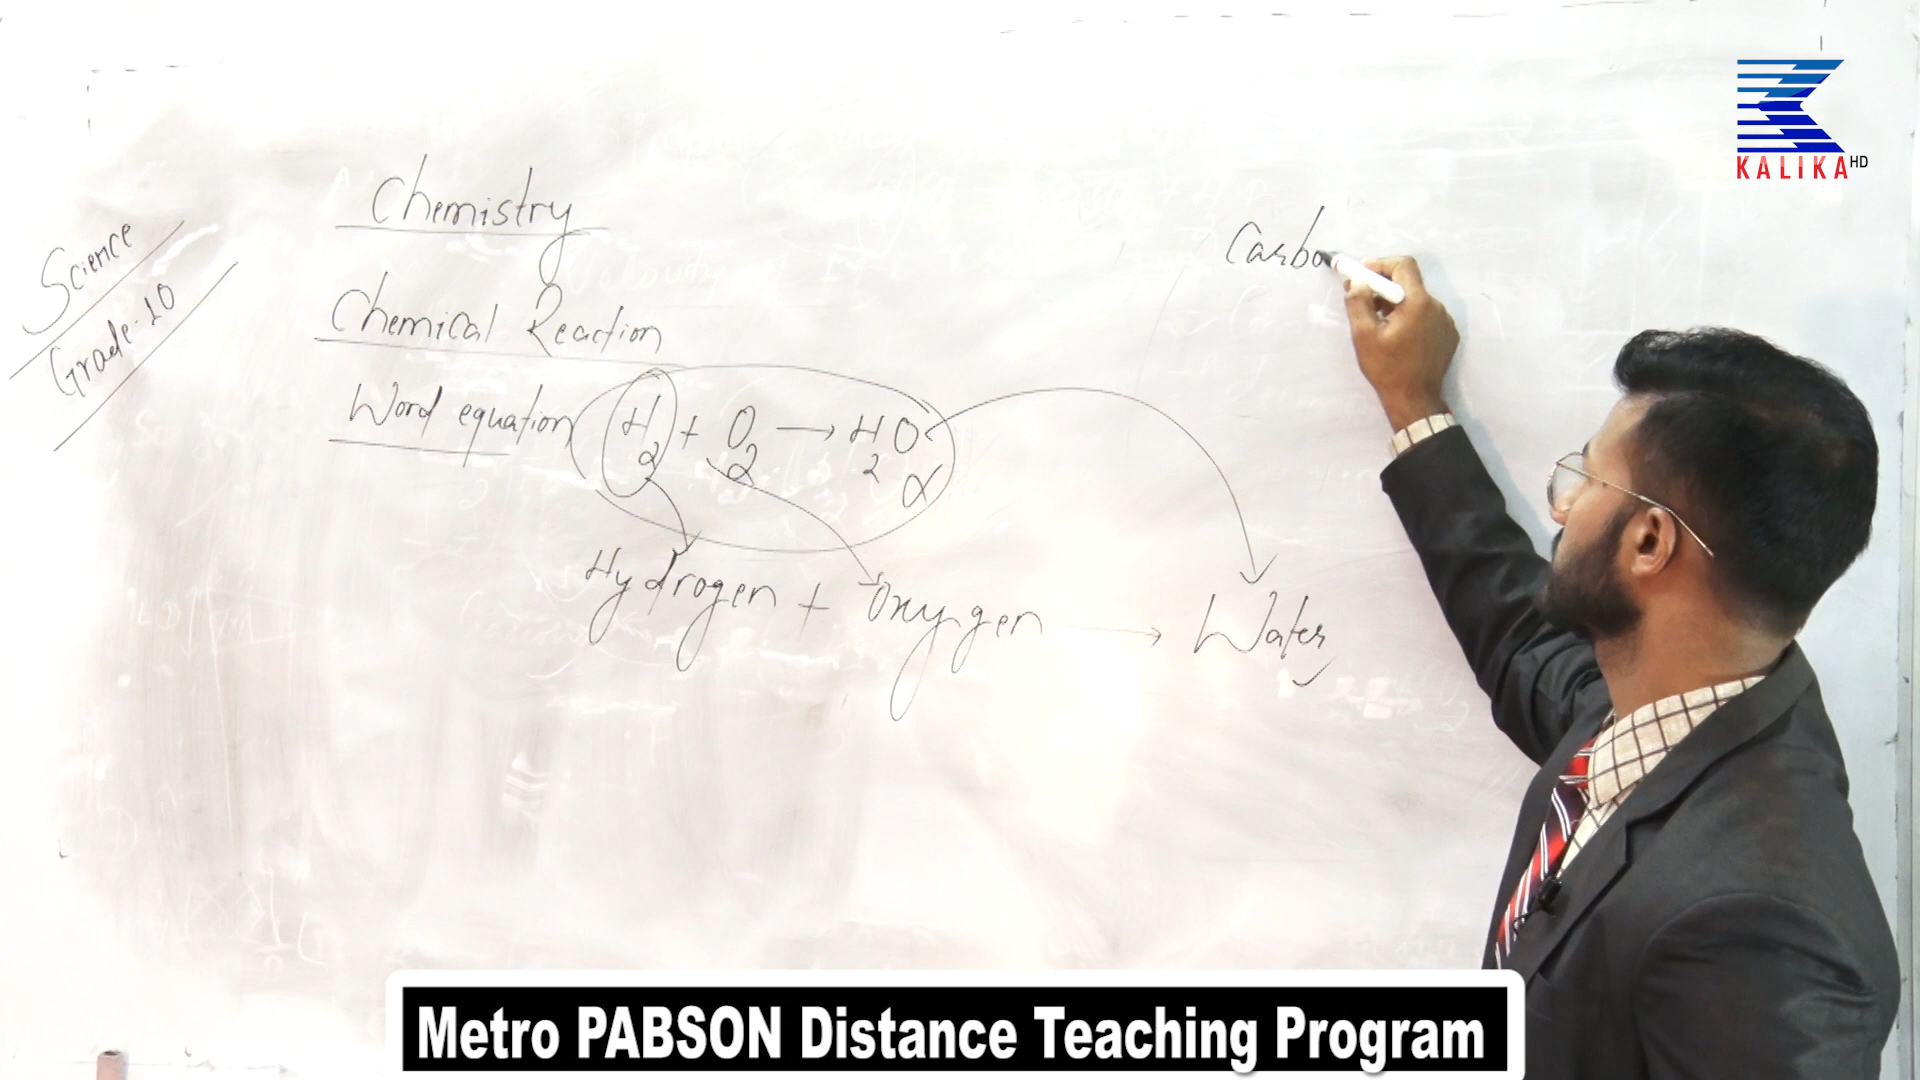 Science
Grade-10
Chemistry
Chemical Reaction
Word equation H2 + O2 → H2O
Hydrogen + Oxygen → Water
Carbo
KALIKA HD
Metro PABSON Distance Teaching Program